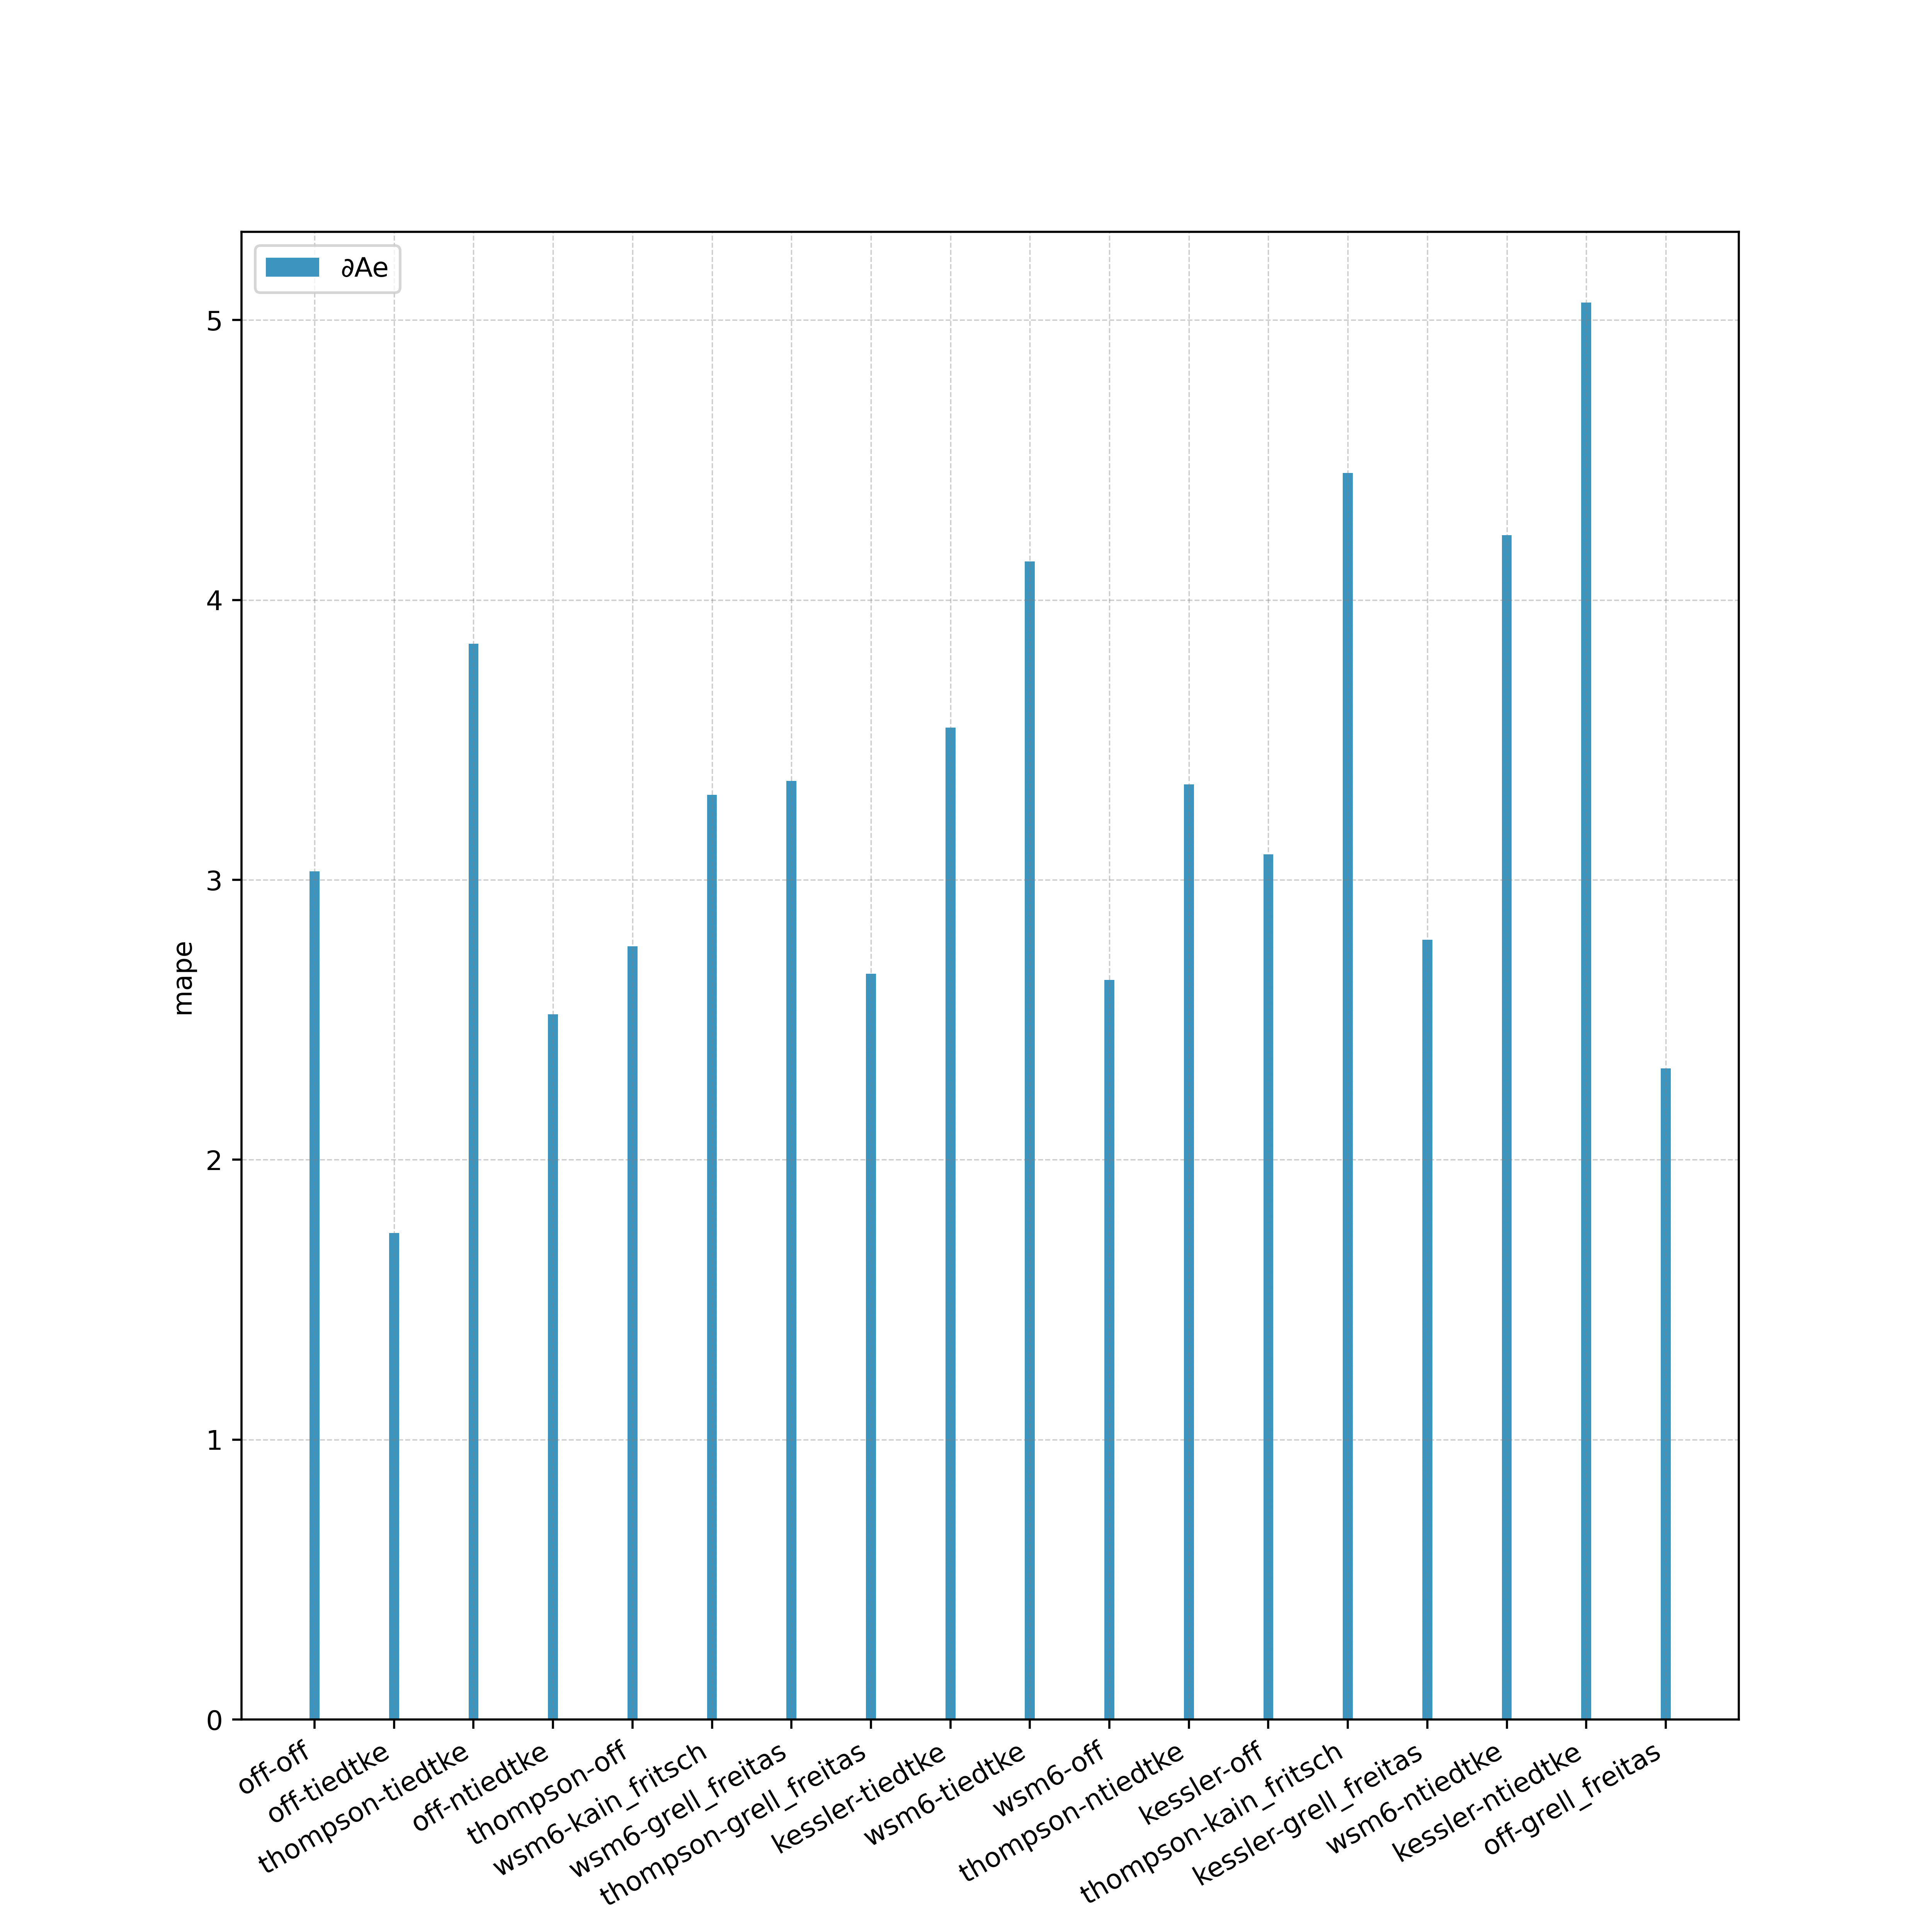 ∂Ae
5
4
3
2
1
0
mape
off-off
off-tiedtke
thompson-tiedtke
off-ntiedtke
thompson-off
wsm6-kain_fritsch
wsm6-grell_freitas
thompson-grell_freitas
kessler-tiedtke
wsm6-tiedtke
wsm6-off
thompson-ntiedtke
kessler-off
thompson-kain_fritsch
kessler-grell_freitas
wsm6-ntiedtke
kessler-ntiedtke
off-grell_freitas